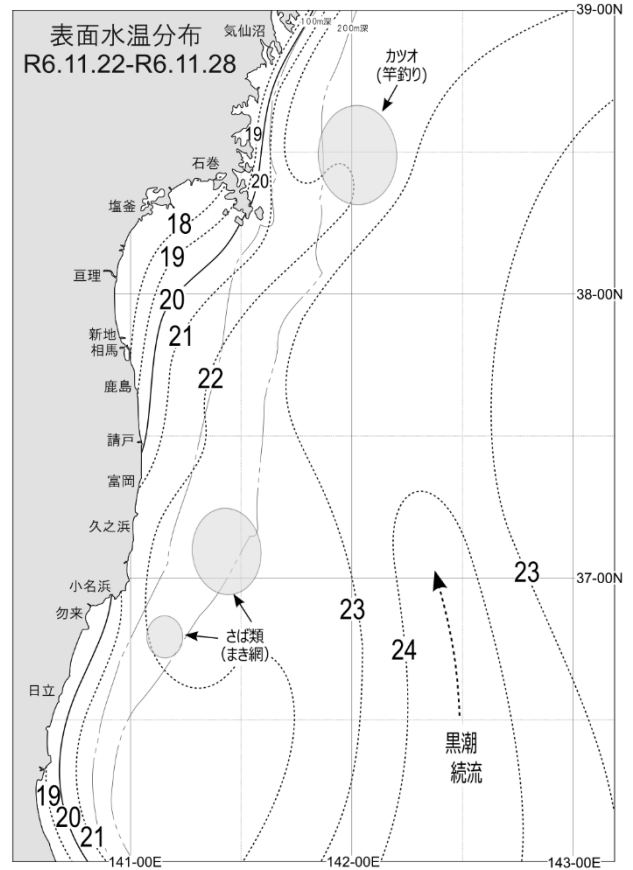 表面水温分布
R6.11.22-R6.11.28
気仙沼
100m深
200m深
39-00N
カツオ
(竿釣り)
19
石巻
20
塩釜
18
19
亘理
20
38-00N
21
新地
相馬
22
鹿島
請戸
富岡
久之浜
小名浜
37-00N
勿来
さば類
(まき網)
23
23
24
日立
黒潮
続流
19
20
21
141-00E
142-00E
143-00E